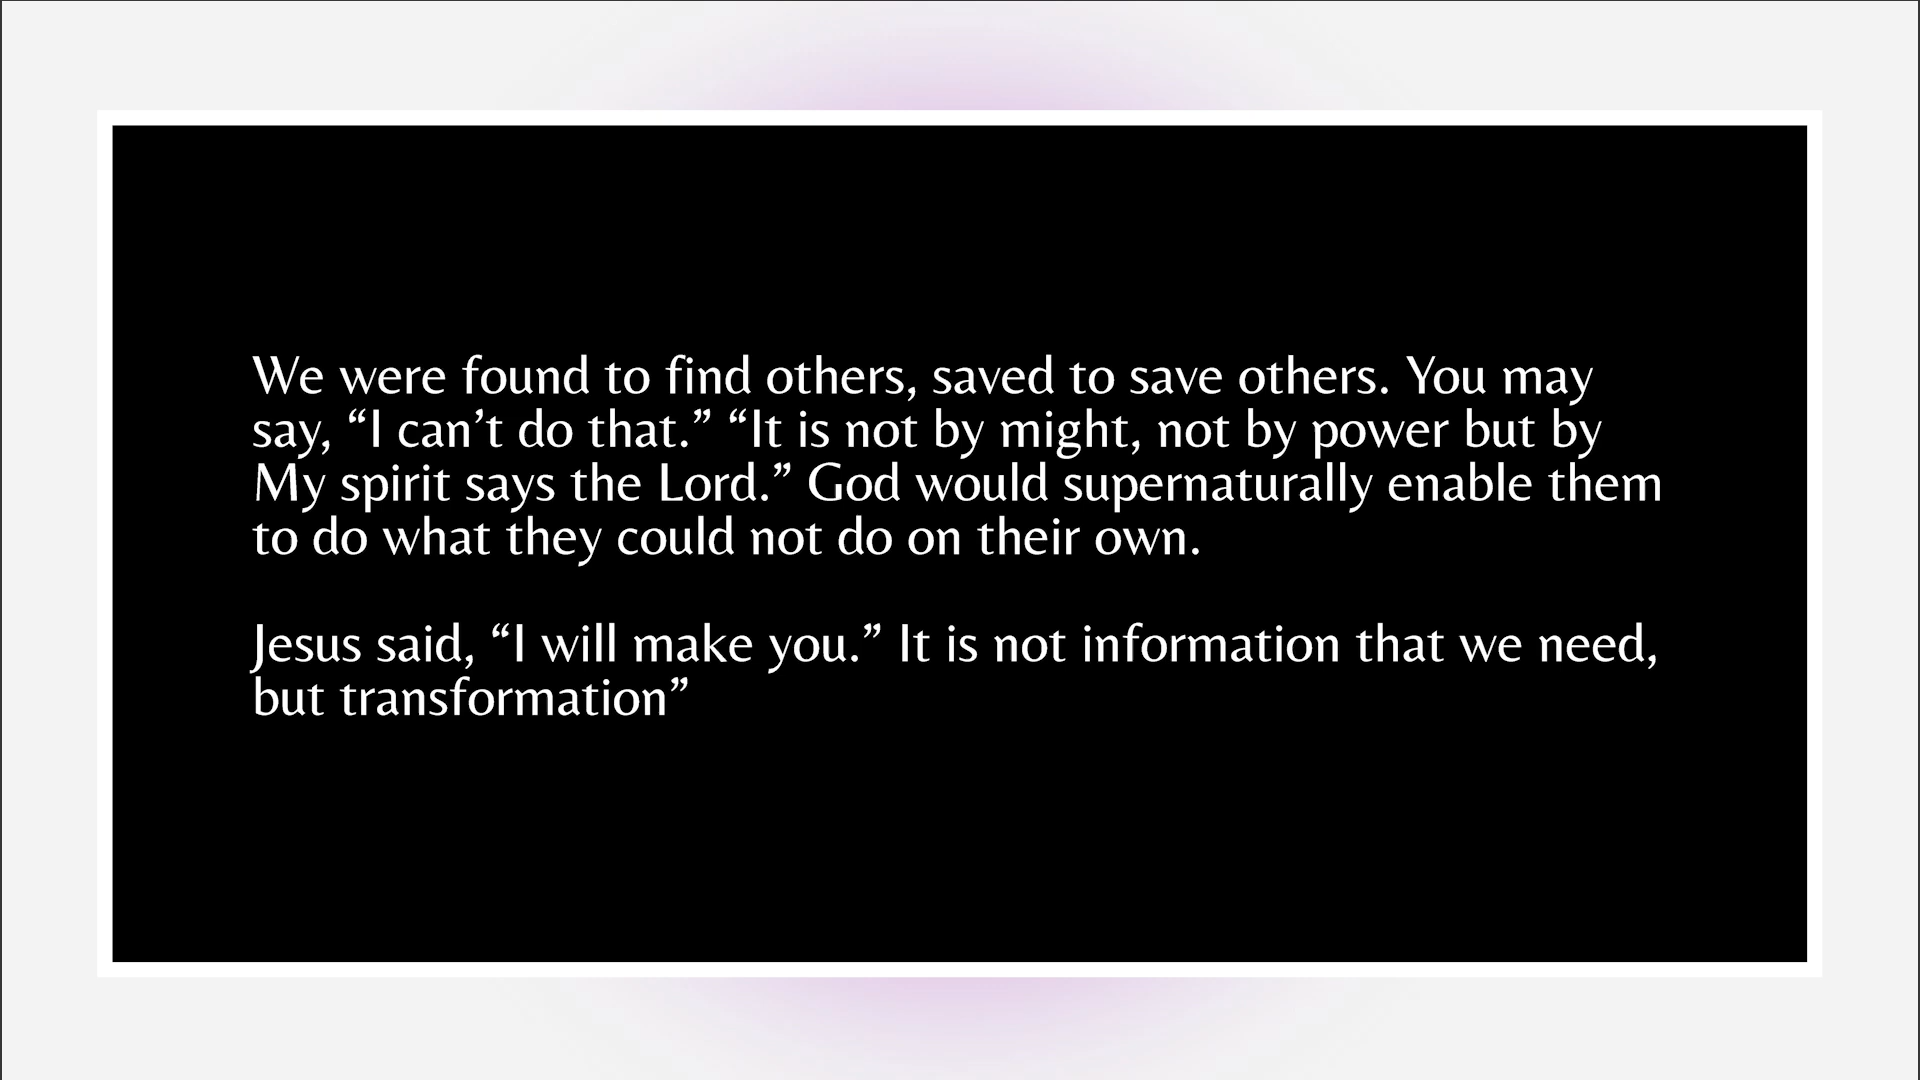 We were found to find others, saved to save others. You may
say, “I can’t do that.” “It is not by might, not by power but by
My spirit says the Lord.” God would supernaturally enable them
to do what they could not do on their own.
Jesus said, “I will make you.” It is not information that we need,
but transformation”